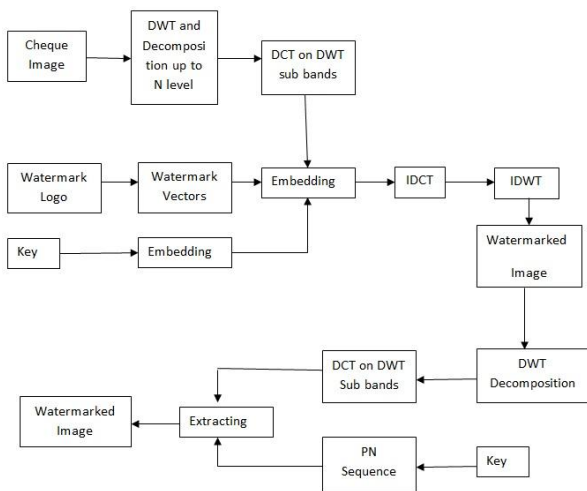 Cheque
Image
DWT and
Decomposi
tion up to
N level
DCT on DWT
sub bands
Watermark
Logo
Watermark
Vectors
Embedding
IDCT
IDWT
Key
Embedding
Watermarked
Image
DCT on DWT
Sub bands
DWT
Decomposition
Watermarked
Image
Extracting
PN
Sequence
Key